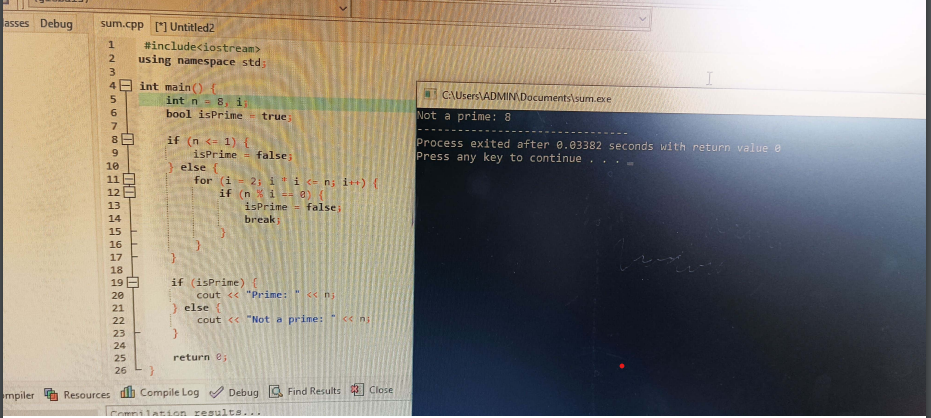 asses Debug
sum.cpp [*] Untitled2
1 #include<iostream>
2 using namespace std;
3
4 int main() {
5 int n = 8, i;
6 bool isPrime = true;
7
8 if (n <= 1) {
9 isPrime = false;
10 } else {
11 for (i = 2; i * i <= n; i++) {
12 if (n % i == 0) {
13 isPrime = false;
14 break;
15 }
16 }
17 }
18
19 if (isPrime) {
20 cout << "Prime: " << n;
21 } else {
22 cout << "Not a prime: " << n;
23 }
24
25 return 0;
26 }
C:\Users\ADMIN\Documents\sum.exe
Not a prime: 8
--------------------------------
Process exited after 0.03382 seconds with return value 0
Press any key to continue . . . _
mpiler Resources Compile Log Debug Find Results Close
Compilation results...